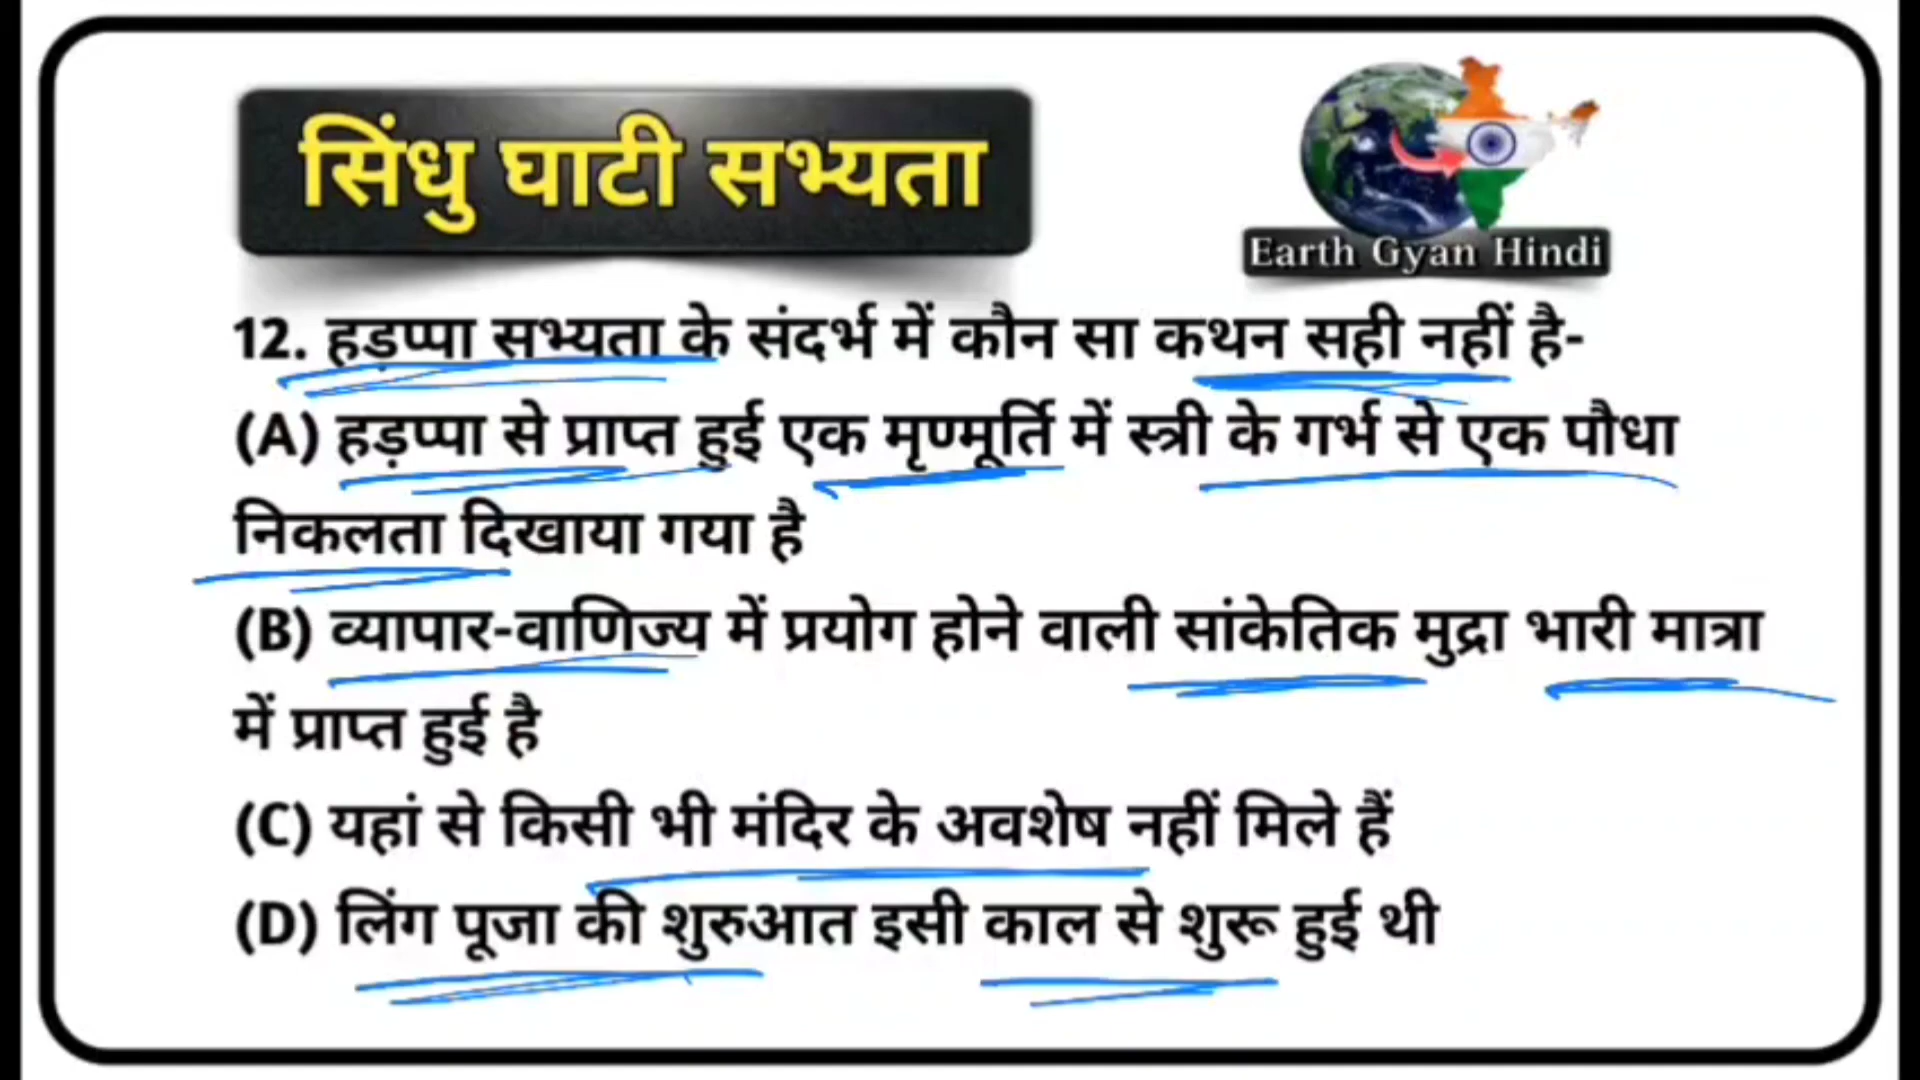 सिंधु घाटी सभ्यता
Earth Gyan Hindi
12. हड़प्पा सभ्यता के संदर्भ में कौन सा कथन सही नहीं है-
(A) हड़प्पा से प्राप्त हुई एक मृण्मूर्ति में स्त्री के गर्भ से एक पौधा
निकलता दिखाया गया है
(B) व्यापार-वाणिज्य में प्रयोग होने वाली सांकेतिक मुद्रा भारी मात्रा
में प्राप्त हुई है
(C) यहां से किसी भी मंदिर के अवशेष नहीं मिले हैं
(D) लिंग पूजा की शुरुआत इसी काल से शुरू हुई थी